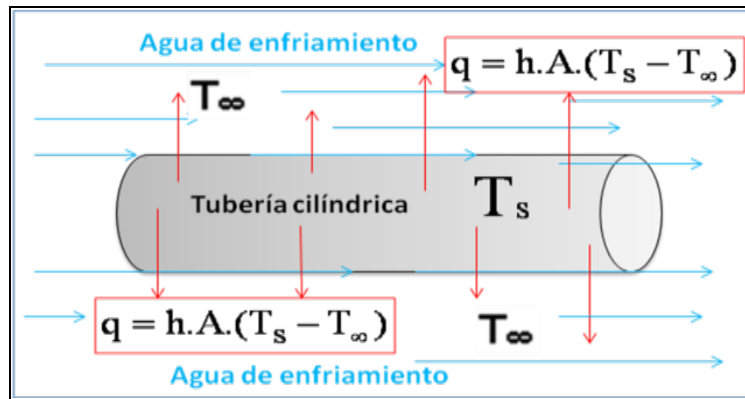 Agua de enfriamiento
q = h.A.(Tₛ − T∞)
T∞
Tubería cilíndrica
Tₛ
q = h.A.(Tₛ − T∞)
T∞
Agua de enfriamiento